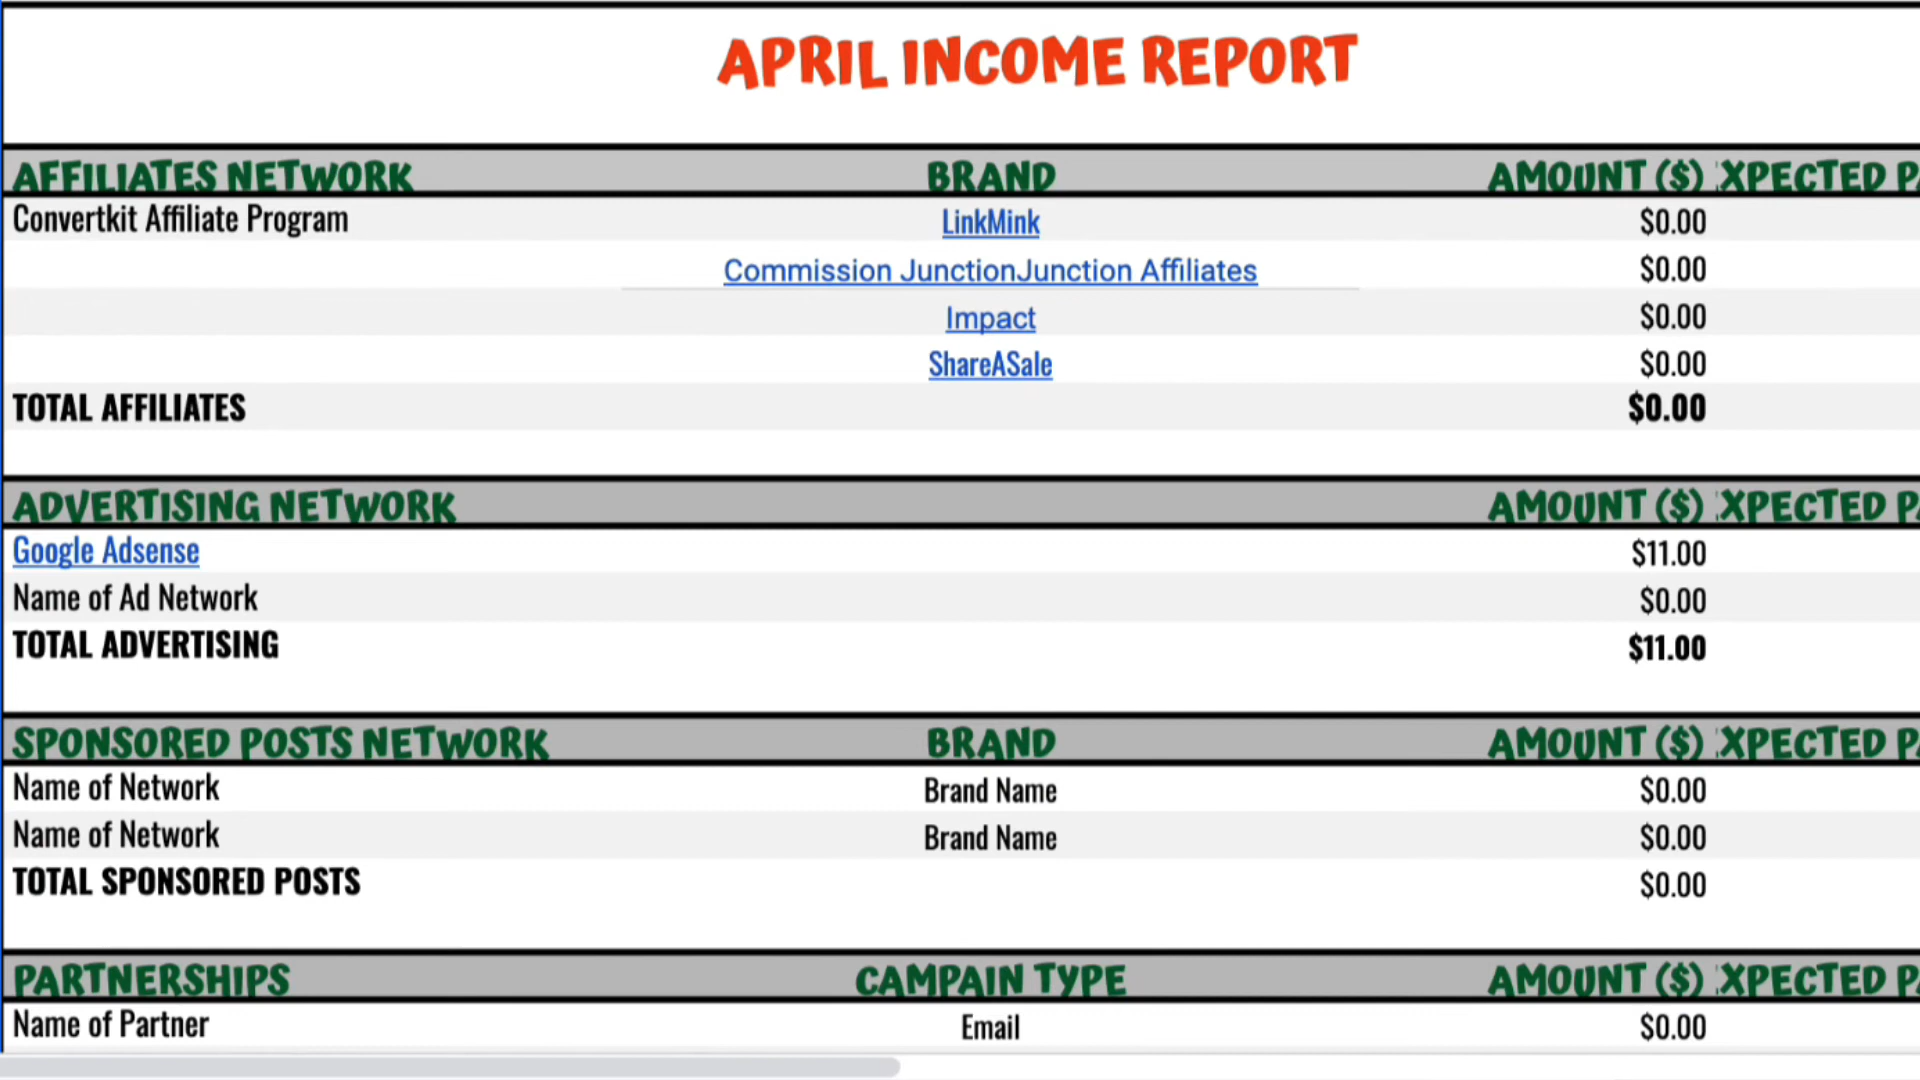 APRIL INCOME REPORT
AFFILIATES NETWORK BRAND AMOUNT ($) XPECTED PA
Convertkit Affiliate Program LinkMink $0.00
Commission JunctionJunction Affiliates $0.00
Impact $0.00
ShareASale $0.00
TOTAL AFFILIATES $0.00
ADVERTISING NETWORK AMOUNT ($) XPECTED PA
Google Adsense $11.00
Name of Ad Network $0.00
TOTAL ADVERTISING $11.00
SPONSORED POSTS NETWORK BRAND AMOUNT ($) XPECTED PA
Name of Network Brand Name $0.00
Name of Network Brand Name $0.00
TOTAL SPONSORED POSTS $0.00
PARTNERSHIPS CAMPAIN TYPE AMOUNT ($) XPECTED PA
Name of Partner Email $0.00